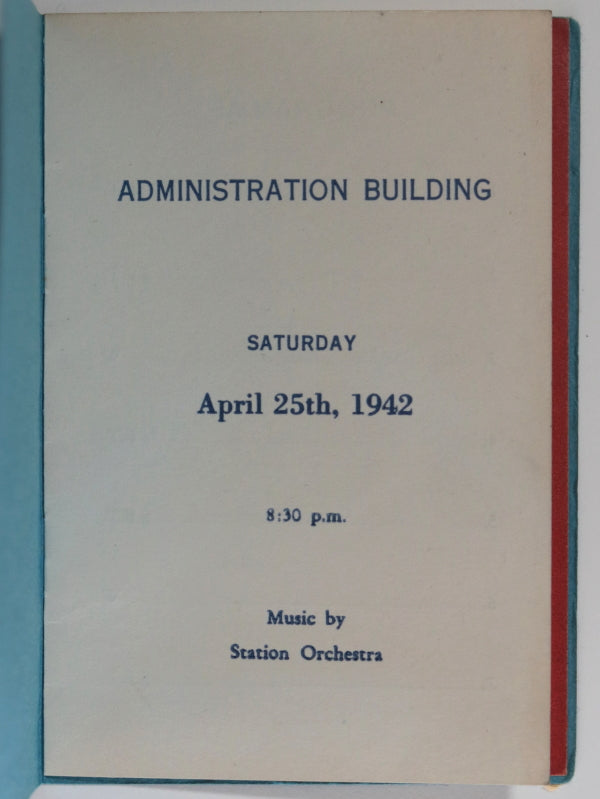 ADMINISTRATION BUILDING
SATURDAY
April 25th, 1942
8:30 p.m.
Music by
Station Orchestra